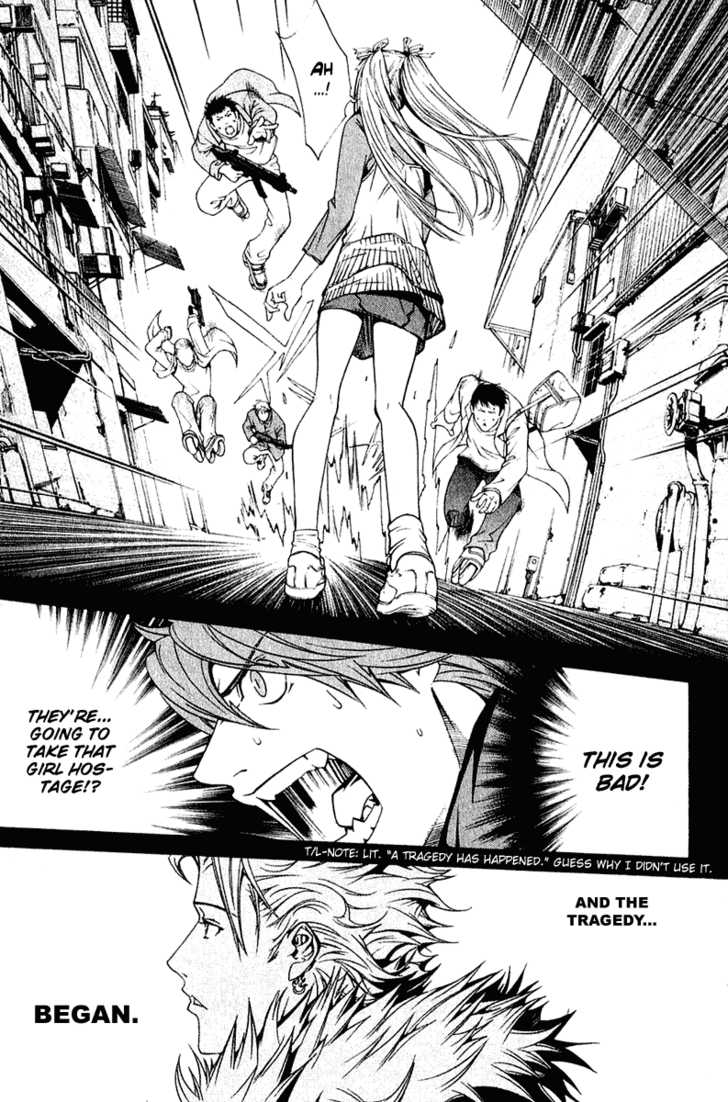 AH
...!
THIS IS
BAD!
THEY'RE...
GOING TO
TAKE THAT
GIRL HOS-
TAGE!?
T/L-NOTE: LIT. "A TRAGEDY HAS HAPPENED." GUESS WHY I DIDN'T USE IT.
AND THE
TRAGEDY...
BEGAN.